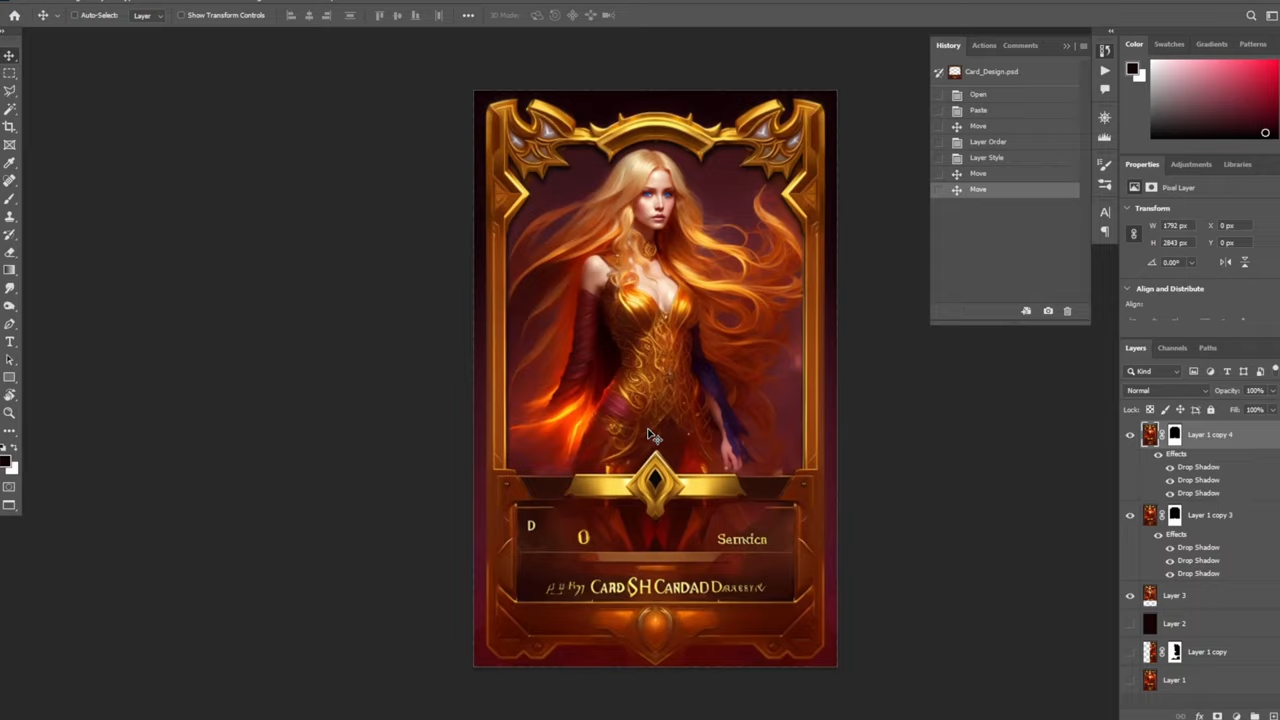 Auto-Select: Layer Show Transform Controls 3D Mode:
History Actions Comments
Card_Design.psd
Open
Paste
Move
Layer Order
Layer Style
Move
Move
Color Swatches Gradients Patterns
Properties Adjustments Libraries
Pixel Layer
Transform
W 1792 px X 0 px
H 2843 px Y 0 px
0.00°
Align and Distribute
Align:
Layers Channels Paths
Kind
Normal Opacity: 100%
Lock: Fill: 100%
Layer 1 copy 4
Effects
Drop Shadow
Drop Shadow
Drop Shadow
Layer 1 copy 3
Effects
Drop Shadow
Drop Shadow
Drop Shadow
Layer 3
Layer 2
Layer 1 copy
Layer 1
D 0
CARD SH CARDAD